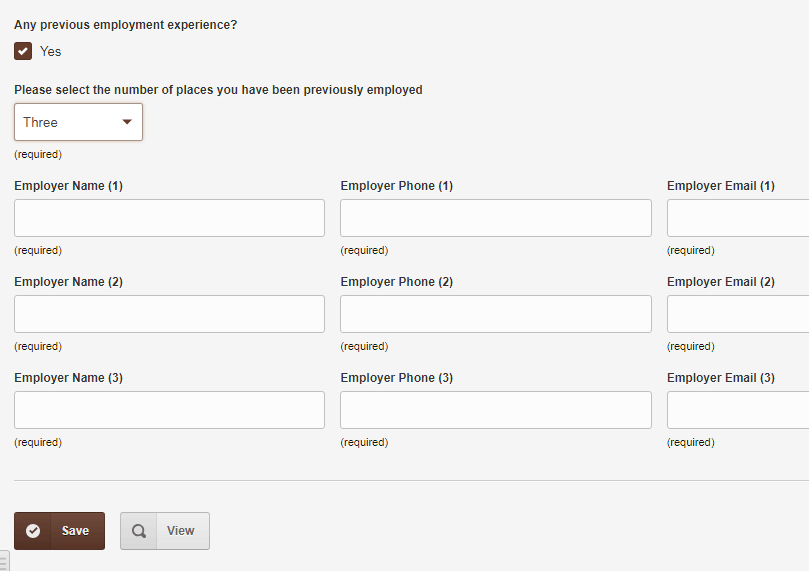 Any previous employment experience?
Yes
Please select the number of places you have been previously employed
Three
(required)
Employer Name (1) Employer Phone (1) Employer Email (1)
(required) (required) (required)
Employer Name (2) Employer Phone (2) Employer Email (2)
(required) (required) (required)
Employer Name (3) Employer Phone (3) Employer Email (3)
(required) (required) (required)
Save View